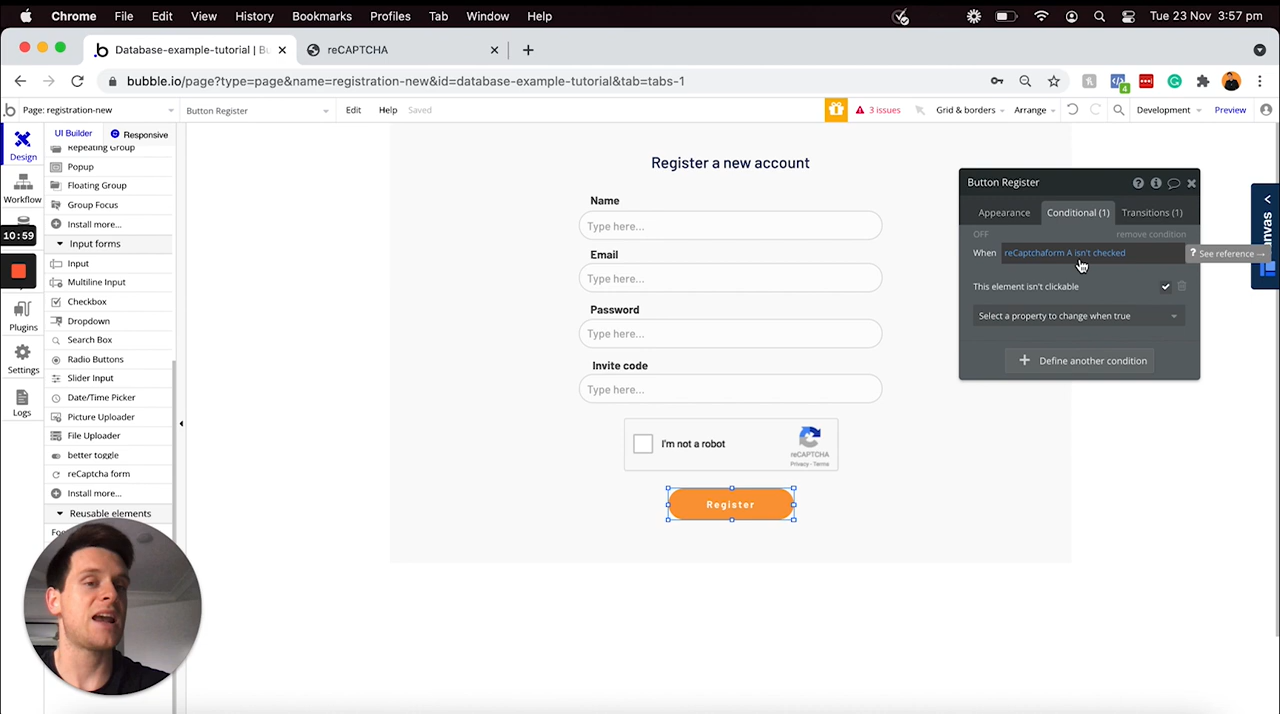 Chrome File Edit View History Bookmarks Profiles Tab Window Help Tue 23 Nov 3:57 pm
.b Database-example-tutorial | Bu reCAPTCHA
bubble.io/page?type=page&name=registration-new&id=database-example-tutorial&tab=tabs-1 4
b Page: registration-new Button Register Edit Help Saved 3 issues Grid & borders Arrange Development Preview
UI Builder Responsive
Design
Workflow
10:59
Plugins
Settings
Logs
Repeating Group
Popup
Floating Group
Group Focus
Install more...
Input forms
Input
Multiline Input
Checkbox
Dropdown
Search Box
Radio Buttons
Slider Input
Date/Time Picker
Picture Uploader
File Uploader
better toggle
reCaptcha form
Install more...
Reusable elements
Register a new account
Name
Type here...
Email
Type here...
Password
Type here...
Invite code
Type here...
I'm not a robot
reCAPTCHA
Privacy - Terms
Register
Button Register
Appearance Conditional (1) Transitions (1)
OFF remove condition
When reCaptchaform A isn't checked
? See reference →
This element isn't clickable
Select a property to change when true
Define another condition